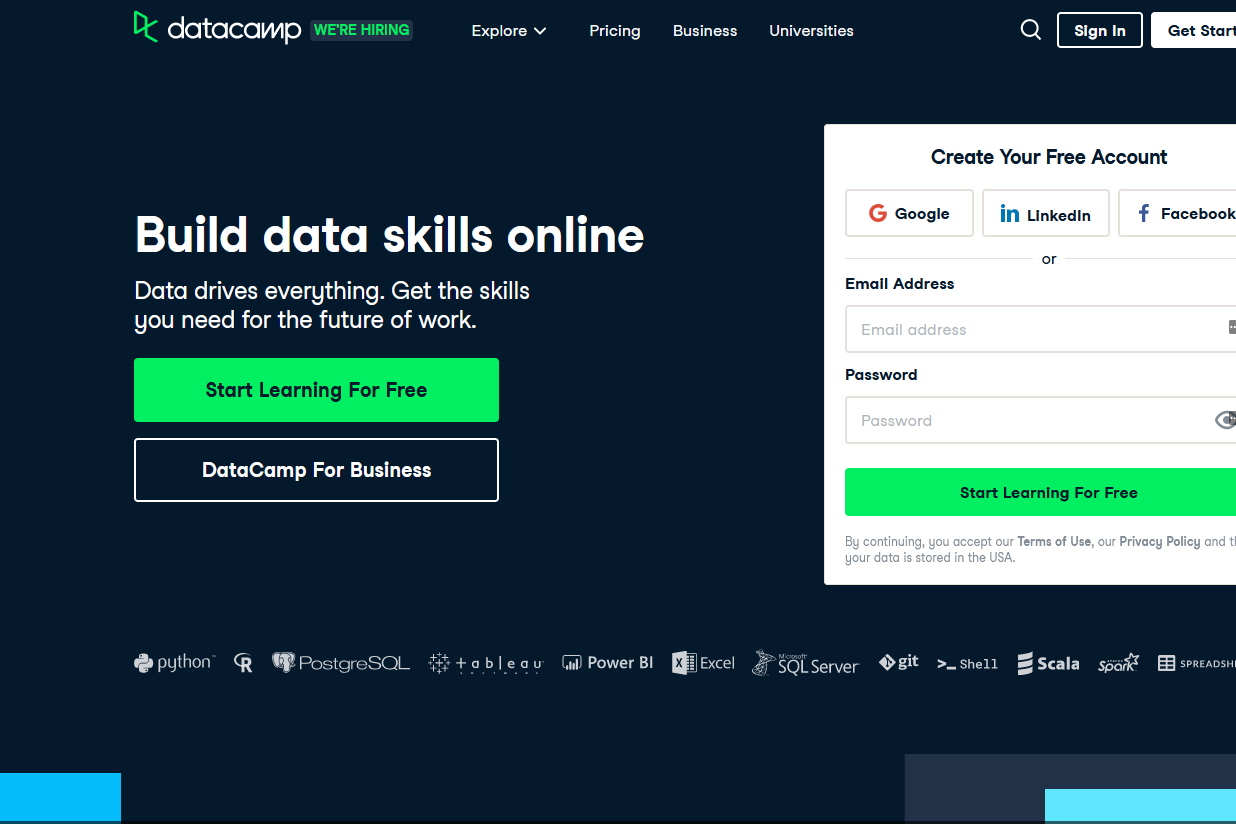 datacamp WE'RE HIRING Explore Pricing Business Universities Sign In Get Start
Create Your Free Account
Google LinkedIn Facebook
or
Build data skills online
Data drives everything. Get the skills
you need for the future of work.
Start Learning For Free
DataCamp For Business
Email Address
Email address
Password
Password
Start Learning For Free
By continuing, you accept our Terms of Use, our Privacy Policy and th
your data is stored in the USA.
python R PostgreSQL +ableau Power BI Excel Microsoft SQL Server git >_ Shell Scala APACHE Spark SPREADSHE